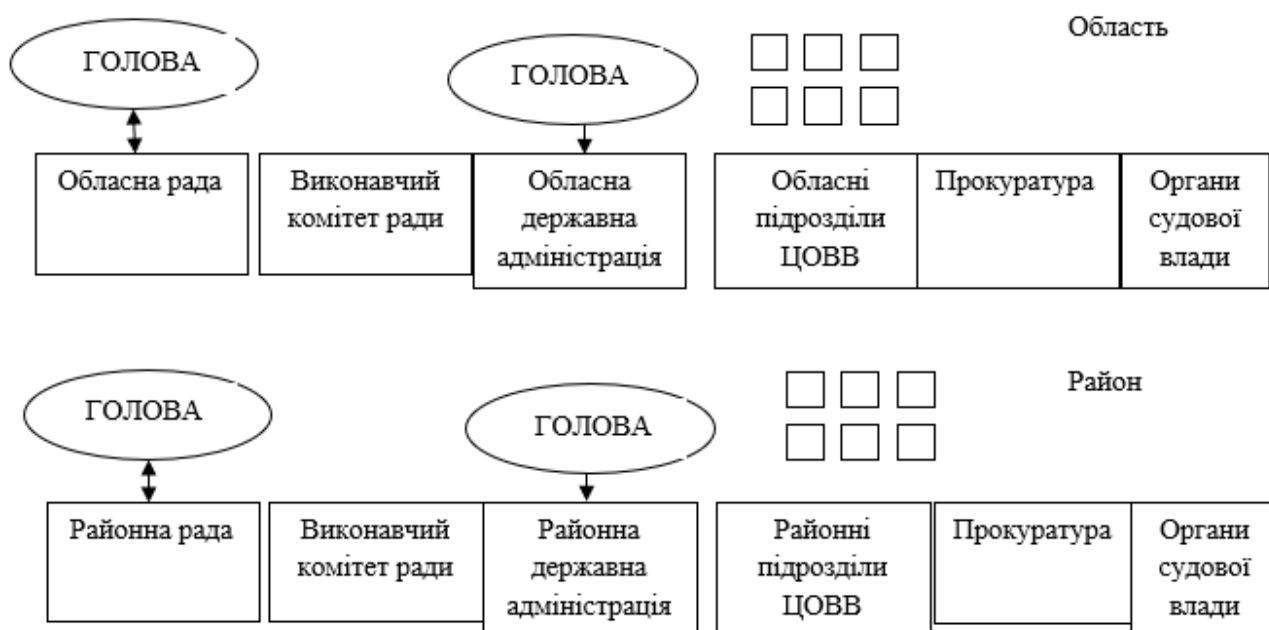 Область
ГОЛОВА
ГОЛОВА
Обласна рада
Виконавчий
комітет ради
Обласна
державна
адміністрація
Обласні
підрозділи
ЦОВВ
Прокуратура
Органи
судової
влади
Район
ГОЛОВА
ГОЛОВА
Районна рада
Виконавчий
комітет ради
Районна
державна
адміністрація
Районні
підрозділи
ЦОВВ
Прокуратура
Органи
судової
влади